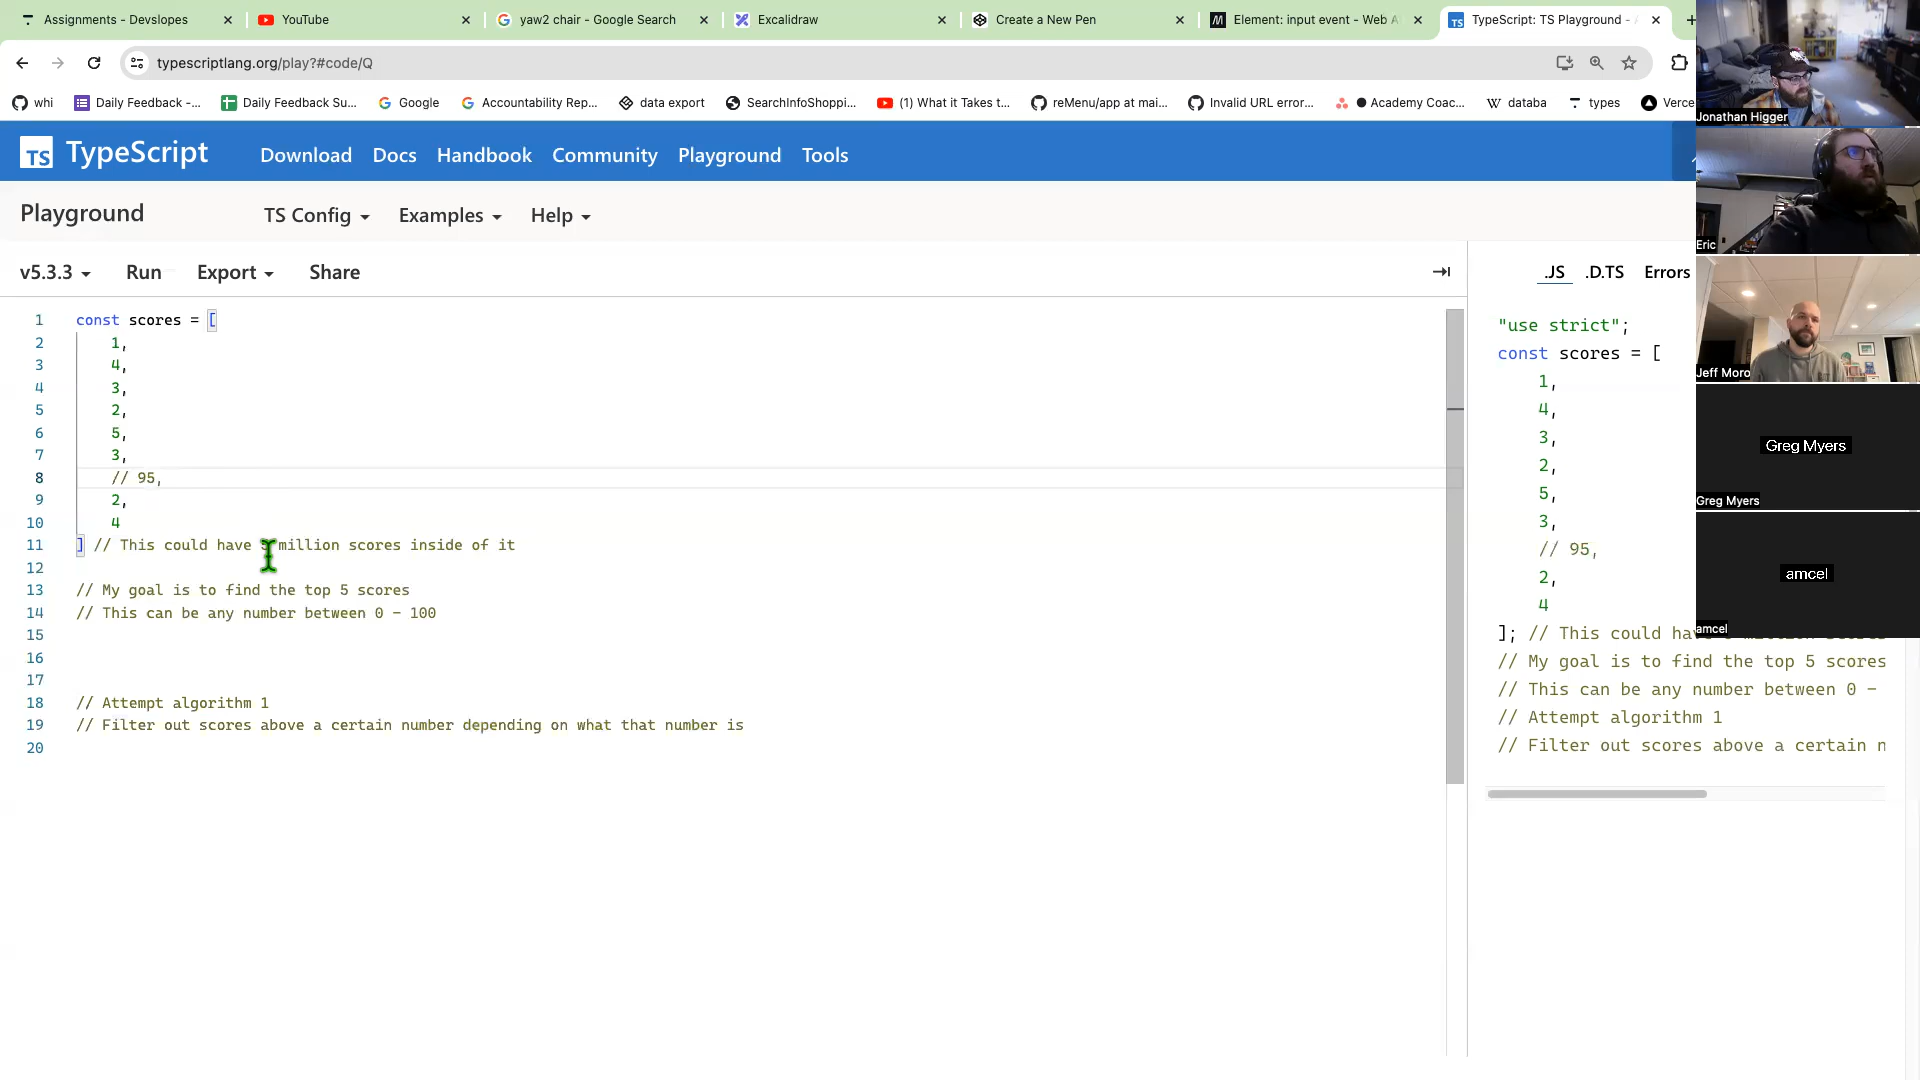 Assignments - Devslopes
YouTube
yaw2 chair - Google Search
Excalidraw
Create a New Pen
Element: input event - Web A
TypeScript: TS Playground -
typescriptlang.org/play?#code/Q
whi
Daily Feedback -...
Daily Feedback Su...
Google
Accountability Rep...
data export
SearchInfoShoppi...
(1) What it Takes t...
reMenu/app at mai...
Invalid URL error...
Academy Coac...
databa
types
Verce
TS TypeScript
Download
Docs
Handbook
Community
Playground
Tools
Playground
TS Config
Examples
Help
v5.3.3
Run
Export
Share
.JS
.D.TS
Errors
1 const scores = [
2 1,
3 4,
4 3,
5 2,
6 5,
7 3,
8 // 95,
9 2,
10 4
11 ] // This could have million scores inside of it
12
13 // My goal is to find the top 5 scores
14 // This can be any number between 0 - 100
15
16
17
18 // Attempt algorithm 1
19 // Filter out scores above a certain number depending on what that number is
20
"use strict";
const scores = [
1,
4,
3,
2,
5,
3,
// 95,
2,
4
]; // This could
// My goal is to find the top 5 scores
// This can be any number between 0 -
// Attempt algorithm 1
// Filter out scores above a certain n
Jonathan Higger
Eric
Jeff Moro
Greg Myers
Greg Myers
amcel
amcel